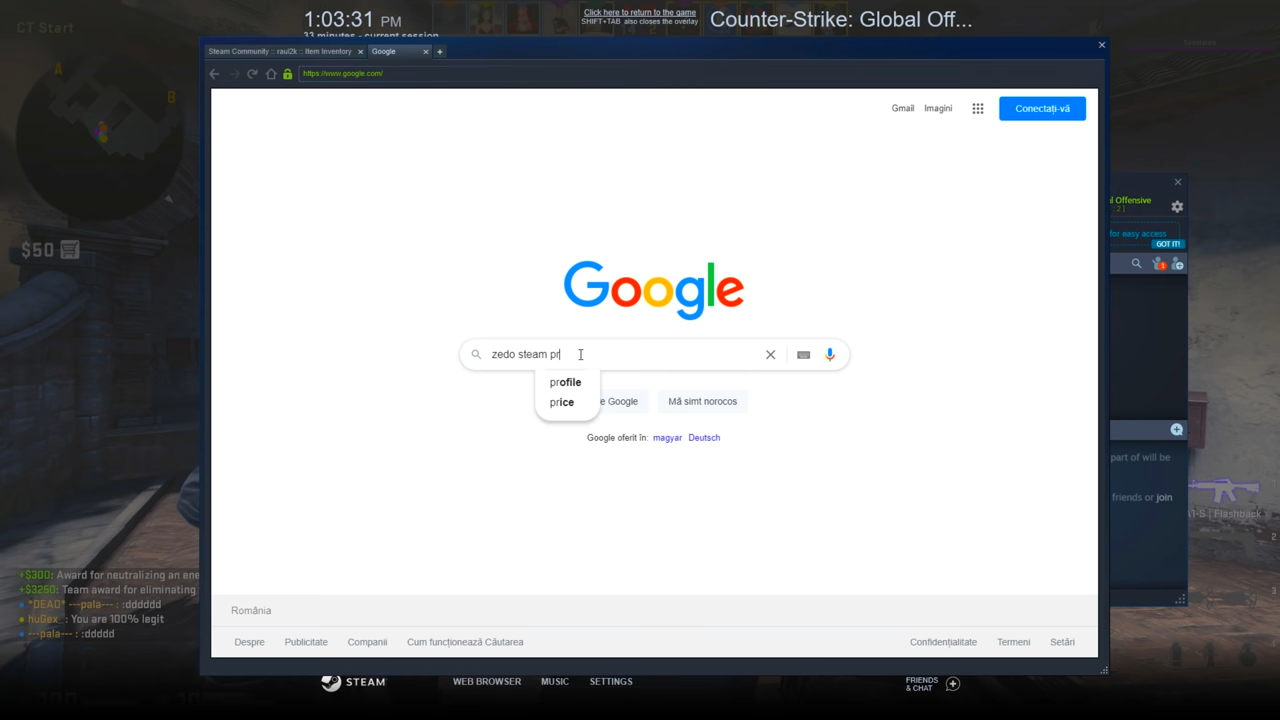 CT Start
1:03:31 PM
33 minutes - current session
Click here to return to the game
SHIFT+TAB also closes the overlay
Counter-Strike: Global Off...
Steam Community :: raul2k :: Item Inventory
Google
https://www.google.com/
Gmail
Imagini
Conectați-vă
$50
Google
zedo steam pr
profile
price
e Google
Mă simt norocos
Google oferit în: magyar Deutsch
l Offensive
for easy access
GOT IT!
part of will be
friends or join
A1-S | Flashback
+$300: Award for neutralizing an ene
+$3250: Team award for eliminating
*DEAD* ---pala--- : :dddddd
huGox_ : You are 100% legit
---pala--- : :ddddd
România
Despre
Publicitate
Companii
Cum funcționează Căutarea
Confidențialitate
Termeni
Setări
STEAM
WEB BROWSER
MUSIC
SETTINGS
FRIENDS
& CHAT